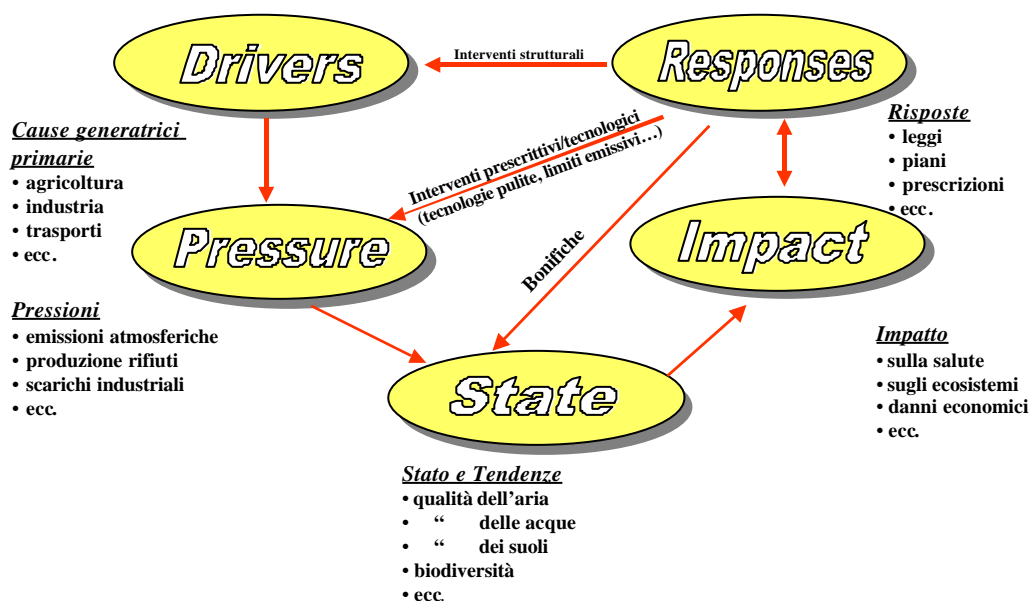 Drivers
Interventi strutturali
Responses
Cause generatrici
primarie
• agricoltura
• industria
• trasporti
• ecc.
Risposte
• leggi
• piani
• prescrizioni
• ecc.
Interventi prescrittivi/tecnologici
(tecnologie pulite, limiti emissivi…)
Bonifiche
Pressure
Impact
Pressioni
• emissioni atmosferiche
• produzione rifiuti
• scarichi industriali
• ecc.
Impatto
• sulla salute
• sugli ecosistemi
• danni economici
• ecc.
State
Stato e Tendenze
• qualità dell’aria
• “ delle acque
• “ dei suoli
• biodiversità
• ecc.